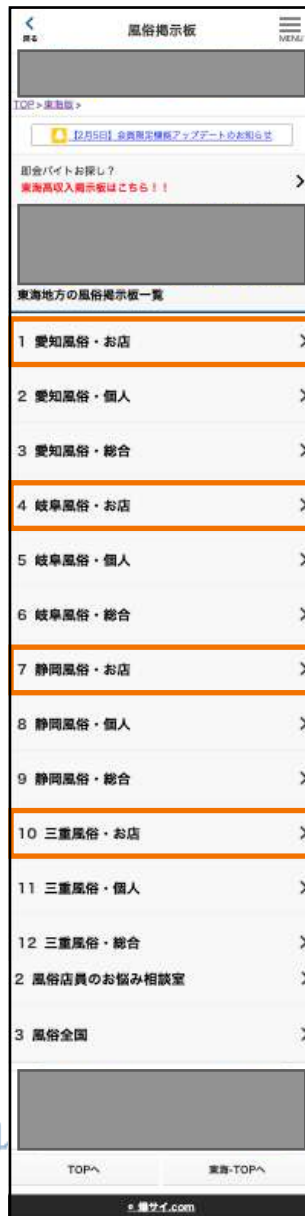 戻る
風俗掲示板
MENU
TOP>東海版>
【2月5日】会員限定機能アップデートのお知らせ
即金バイトお探し？
東海高収入掲示板はこちら！！
東海地方の風俗掲示板一覧
1 愛知風俗・お店
2 愛知風俗・個人
3 愛知風俗・総合
4 岐阜風俗・お店
5 岐阜風俗・個人
6 岐阜風俗・総合
7 静岡風俗・お店
8 静岡風俗・個人
9 静岡風俗・総合
10 三重風俗・お店
11 三重風俗・個人
12 三重風俗・総合
2 風俗店員のお悩み相談室
3 風俗全国
TOPへ
東海-TOPへ
爆サイ.com